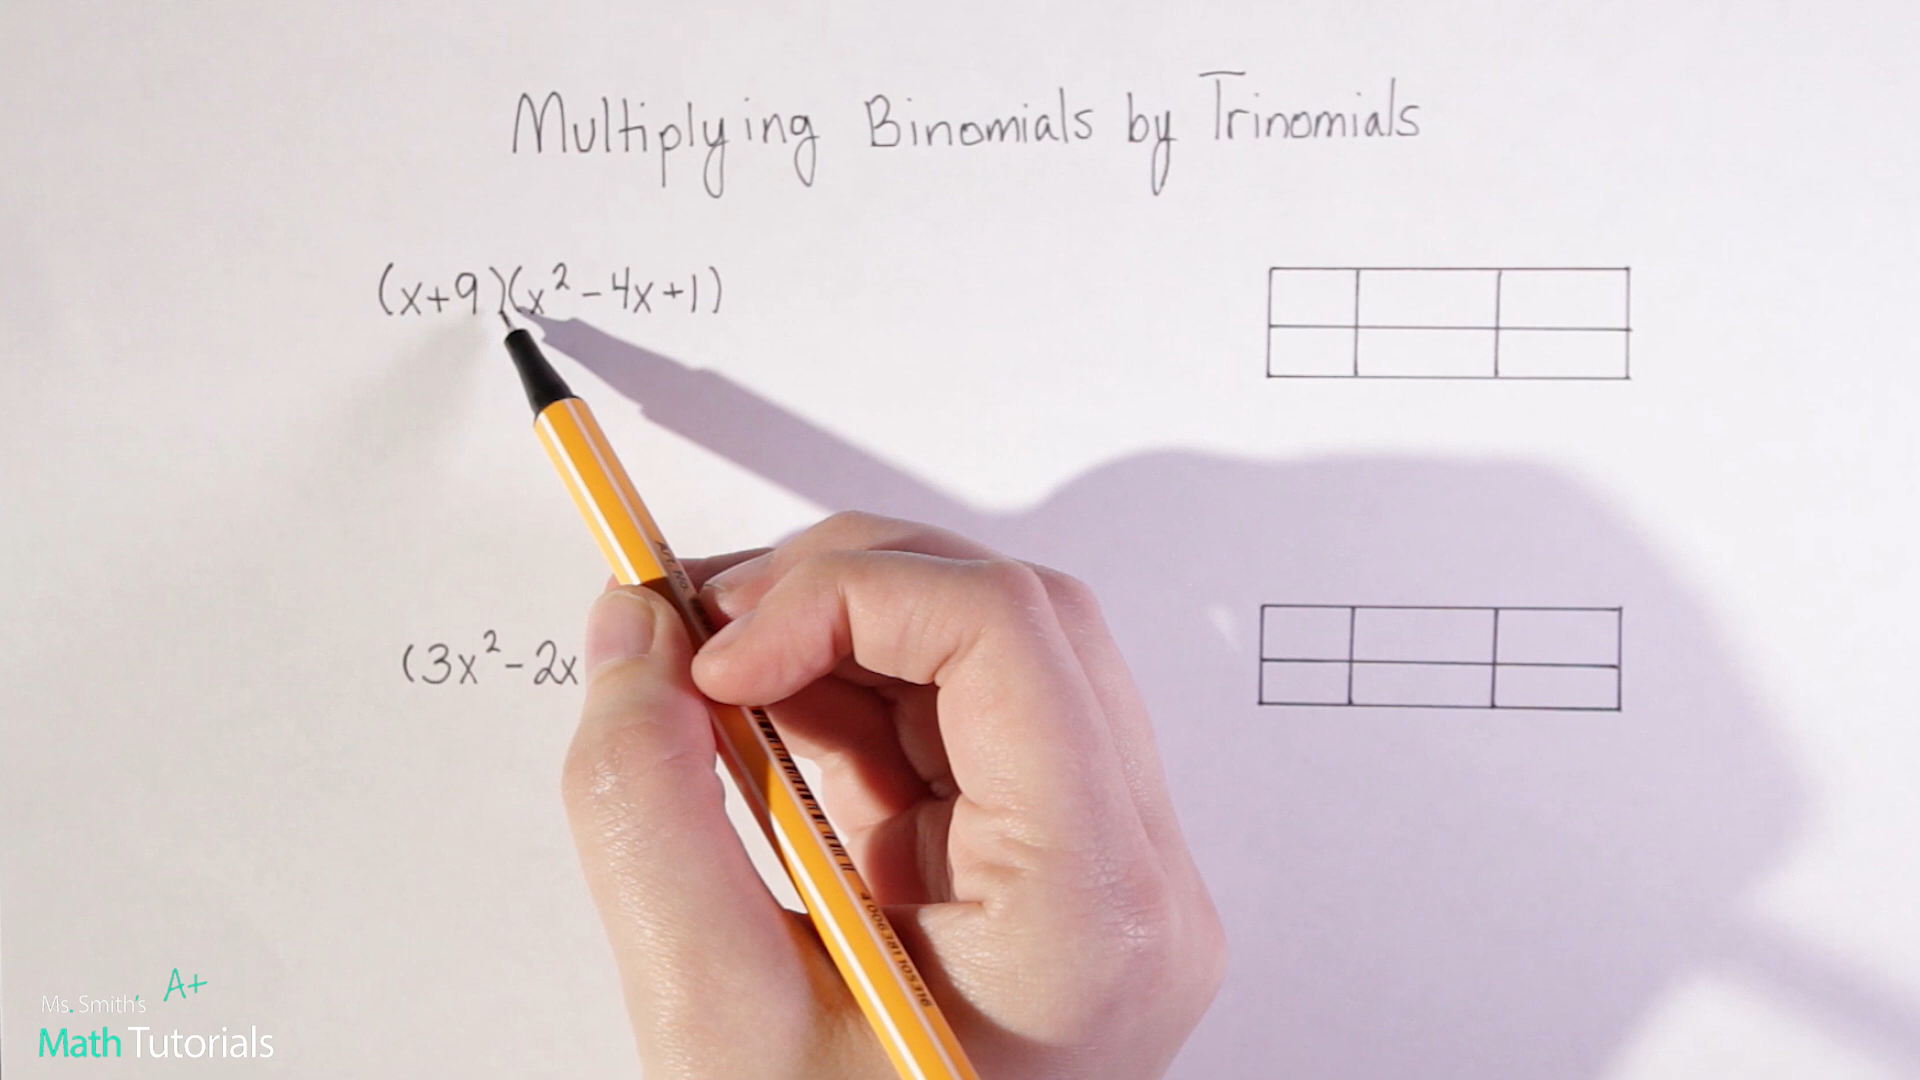 Multiplying Binomials by Trinomials
(x+9)(x²-4x+1)
(3x²-2x
Ms. Smith's A+
Math Tutorials